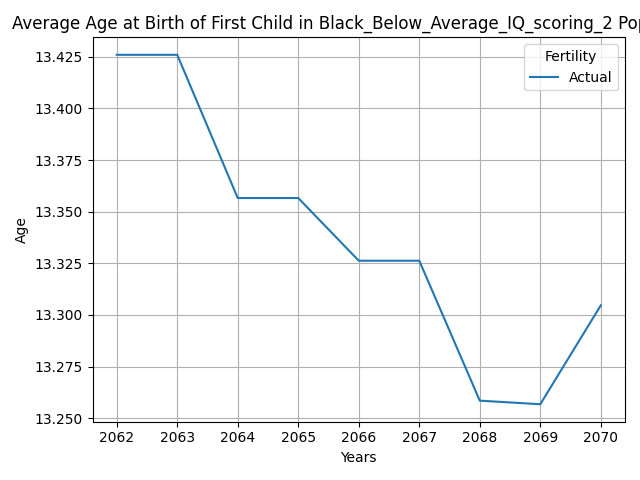 Average Age at Birth of First Child in Black_Below_Average_IQ_scoring_2 Pop
Fertility
Actual
13.425
13.400
13.375
13.350
13.325
13.300
13.275
13.250
Age
2062 2063 2064 2065 2066 2067 2068 2069 2070
Years